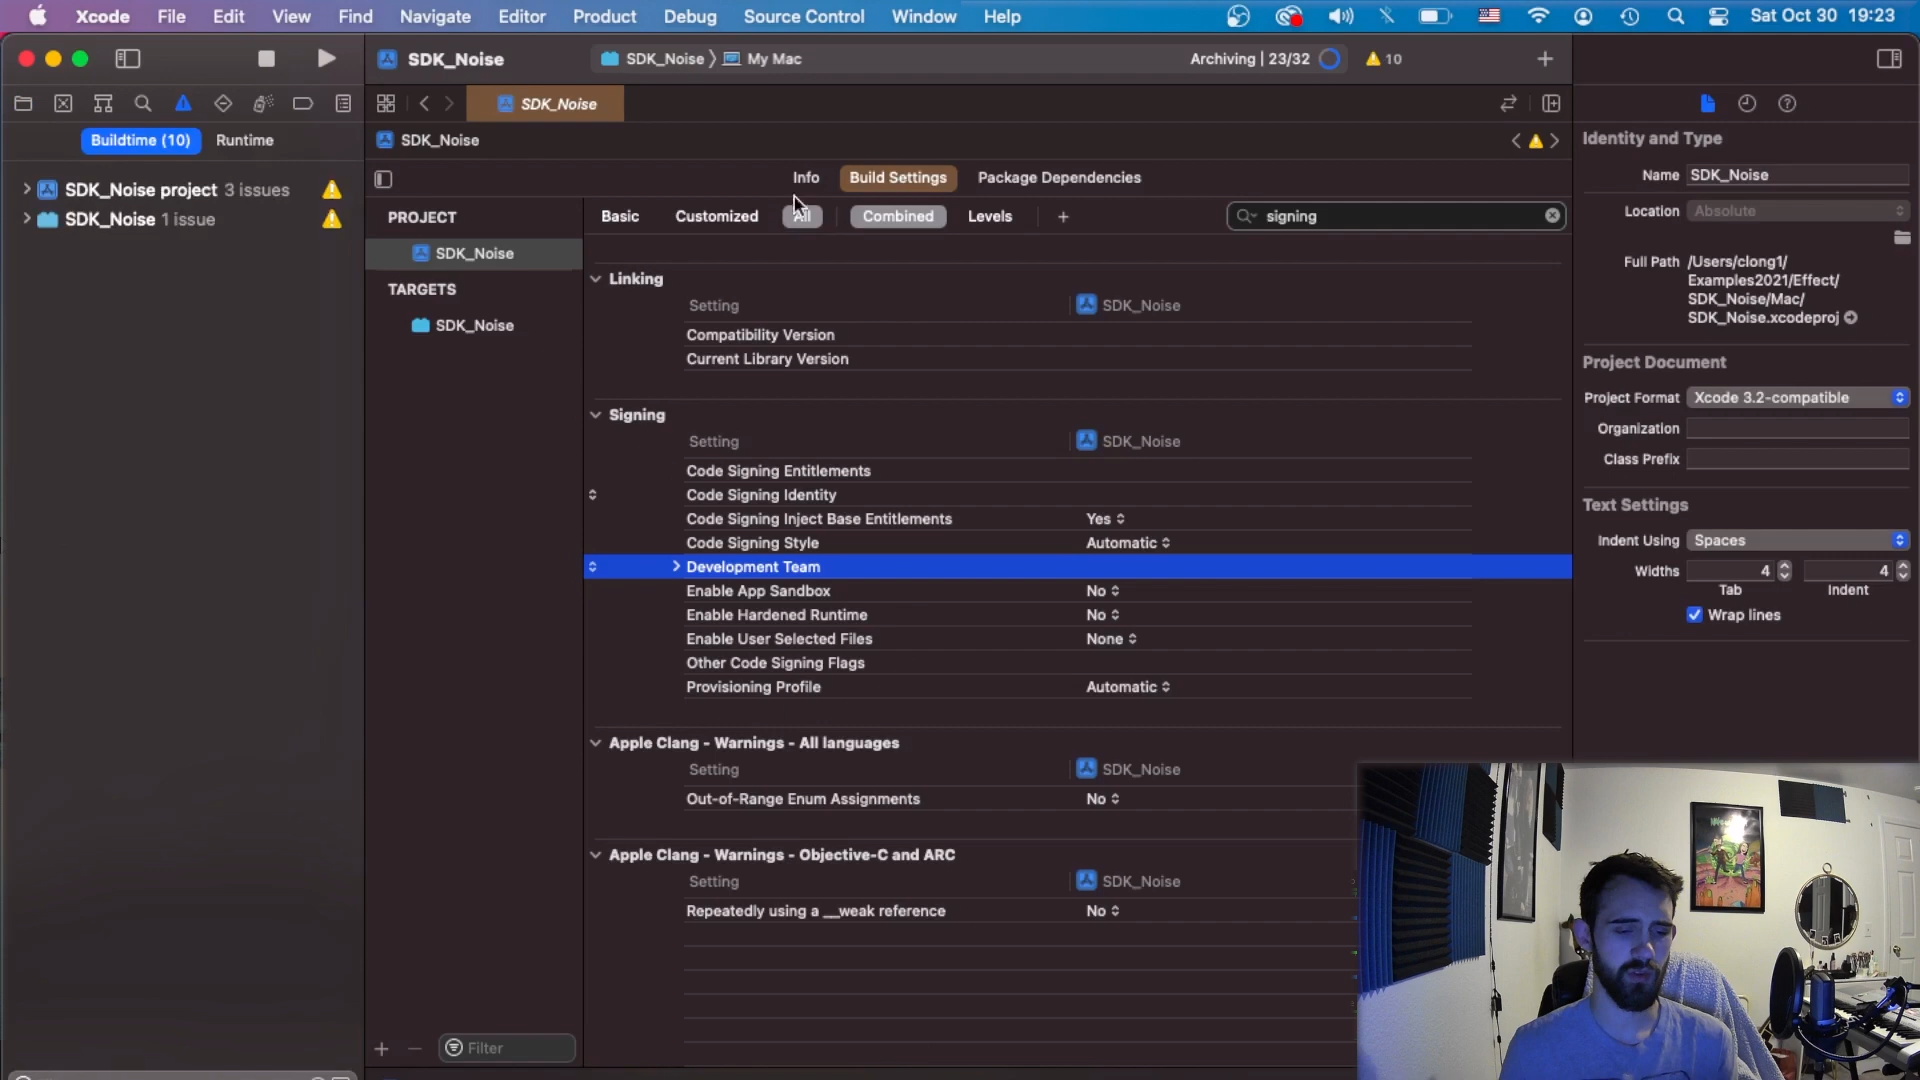 Xcode File Edit View Find Navigate Editor Product Debug Source Control Window Help Sat Oct 30 19:23
SDK_Noise SDK_Noise My Mac Archiving | 23/32 10
SDK_Noise
Buildtime (10) Runtime
SDK_Noise project 3 issues
SDK_Noise 1 issue
SDK_Noise
Info Build Settings Package Dependencies
PROJECT
SDK_Noise
TARGETS
SDK_Noise
Filter
Basic Customized All Combined Levels + signing
Linking
Setting SDK_Noise
Compatibility Version
Current Library Version
Signing
Setting SDK_Noise
Code Signing Entitlements
Code Signing Identity
Code Signing Inject Base Entitlements Yes
Code Signing Style Automatic
Development Team
Enable App Sandbox No
Enable Hardened Runtime No
Enable User Selected Files None
Other Code Signing Flags
Provisioning Profile Automatic
Apple Clang - Warnings - All languages
Setting SDK_Noise
Out-of-Range Enum Assignments No
Apple Clang - Warnings - Objective-C and ARC
Setting SDK_Noise
Repeatedly using a __weak reference No
Identity and Type
Name SDK_Noise
Location Absolute
Full Path /Users/clong1/
Examples2021/Effect/
SDK_Noise/Mac/
SDK_Noise.xcodeproj
Project Document
Project Format Xcode 3.2-compatible
Organization
Class Prefix
Text Settings
Indent Using Spaces
Widths 4 4
Tab Indent
Wrap lines